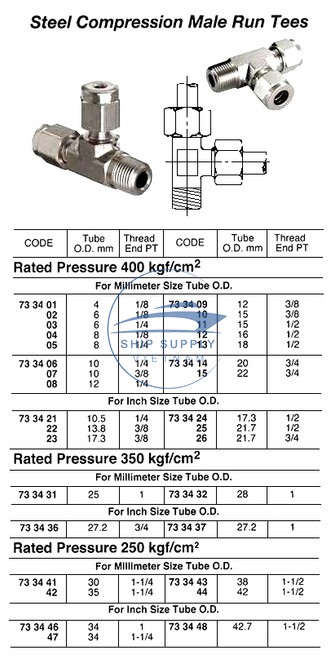 Steel Compression Male Run Tees
CODE Tube O.D. mm Thread End PT CODE Tube O.D. mm Thread End PT
Rated Pressure 400 kgf/cm2
For Millimeter Size Tube O.D.
73 34 01 4 1/8 73 34 09 12 3/8
02 6 1/8 10 15 3/8
03 6 1/4 11 15 1/2
04 8 1/8 12 16 1/2
05 8 1/4 13 18 1/2
SHIP SUPPLY
VIETNAM
73 34 06 10 1/4 73 34 14 20 3/4
07 10 3/8 15 22 3/4
08 12 1/4
For Inch Size Tube O.D.
73 34 21 10.5 1/4 73 34 24 17.3 1/2
22 13.8 3/8 25 21.7 1/2
23 17.3 3/8 26 21.7 3/4
Rated Pressure 350 kgf/cm2
For Millimeter Size Tube O.D.
73 34 31 25 1 73 34 32 28 1
For Inch Size Tube O.D.
73 34 36 27.2 3/4 73 34 37 27.2 1
Rated Pressure 250 kgf/cm2
For Millimeter Size Tube O.D.
73 34 41 30 1-1/4 73 34 43 38 1-1/2
42 35 1-1/4 44 42 1-1/2
For Inch Size Tube O.D.
73 34 46 34 1 73 34 48 42.7 1-1/2
47 34 1-1/4